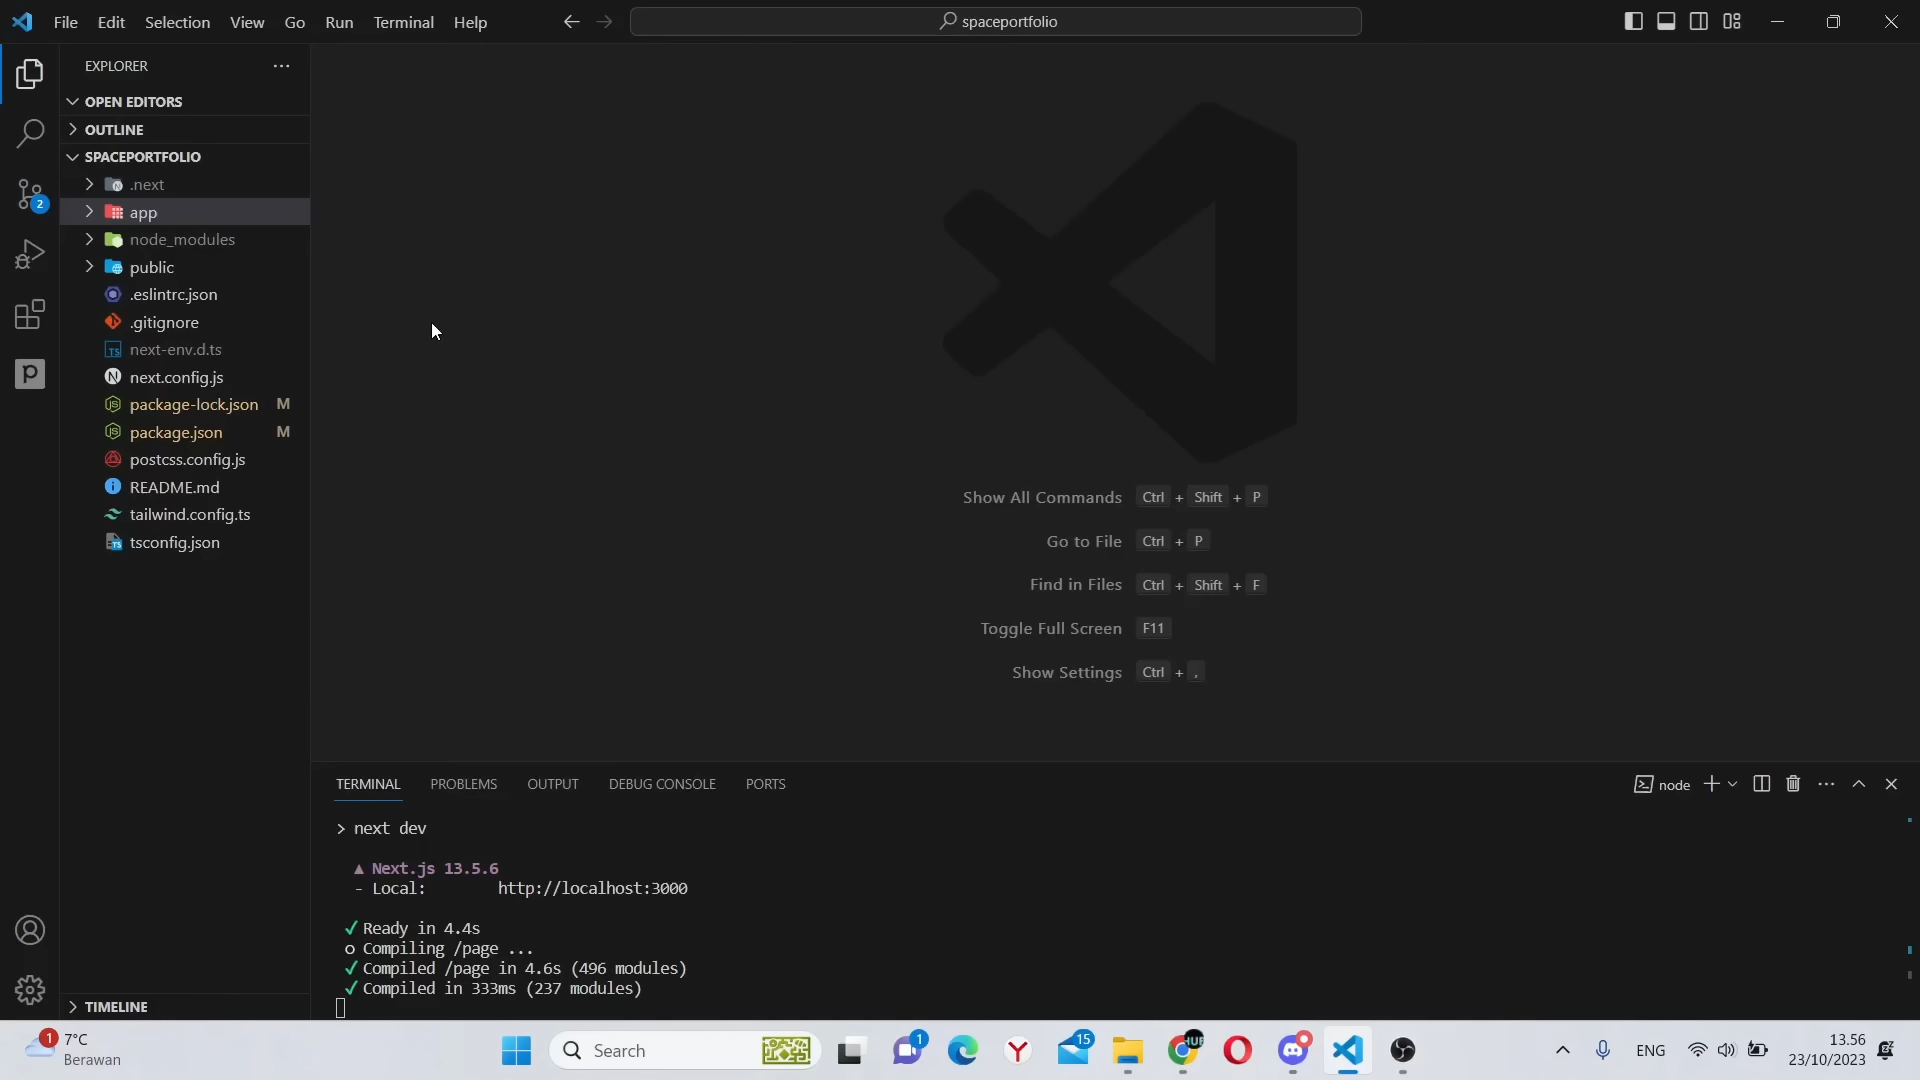 File Edit Selection View Go Run Terminal Help
spaceportfolio
EXPLORER
OPEN EDITORS
OUTLINE
SPACEPORTFOLIO
.next
app
node_modules
public
.eslintrc.json
.gitignore
next-env.d.ts
next.config.js
package-lock.json M
package.json M
postcss.config.js
README.md
tailwind.config.ts
tsconfig.json
TIMELINE
2
Show All Commands Ctrl + Shift + P
Go to File Ctrl + P
Find in Files Ctrl + Shift + F
Toggle Full Screen F11
Show Settings Ctrl + ,
TERMINAL PROBLEMS OUTPUT DEBUG CONSOLE PORTS
node
> next dev
▲ Next.js 13.5.6
- Local: http://localhost:3000
✓ Ready in 4.4s
o Compiling /page ...
✓ Compiled /page in 4.6s (496 modules)
✓ Compiled in 333ms (237 modules)
1
7°C
Berawan
Search
1
15
HUB
ENG
13.56
23/10/2023